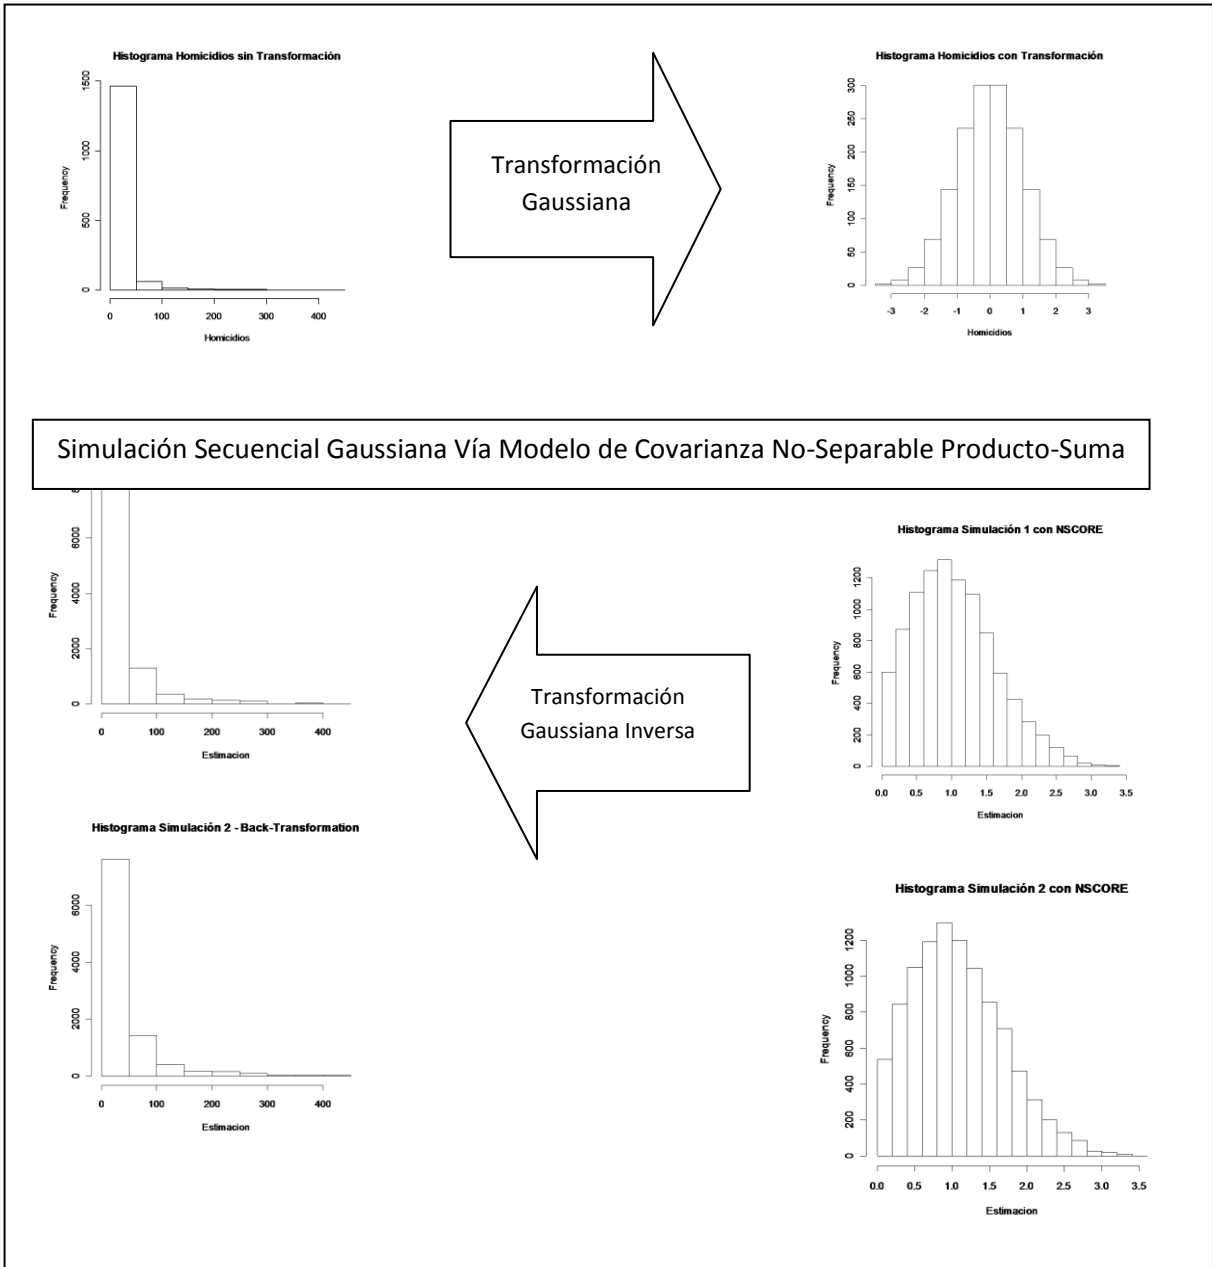 Histograma Homicidios sin Transformación
Frequency
1500
1000
500
0
0 100 200 300 400
Homicidios
Transformación
Gaussiana
Histograma Homicidios con Transformación
Frequency
300
250
200
150
100
50
0
-3 -2 -1 0 1 2 3
Homicidios
Simulación Secuencial Gaussiana Vía Modelo de Covarianza No-Separable Producto-Suma
Frequency
6000
4000
2000
0
0 100 200 300 400
Estimacion
Transformación
Gaussiana Inversa
Histograma Simulación 1 con NSCORE
Frequency
1200
1000
800
600
400
200
0
0.0 0.5 1.0 1.5 2.0 2.5 3.0 3.5
Estimacion
Histograma Simulación 2 - Back-Transformation
Frequency
6000
4000
2000
0
0 100 200 300 400
Estimacion
Histograma Simulación 2 con NSCORE
Frequency
1200
1000
800
600
400
200
0
0.0 0.5 1.0 1.5 2.0 2.5 3.0 3.5
Estimacion